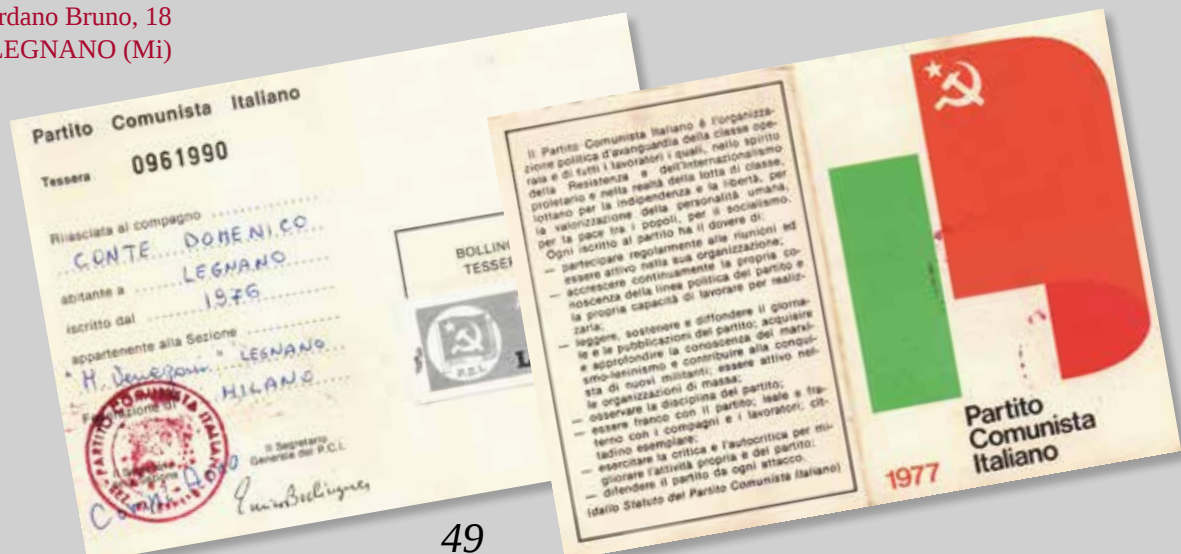 rdano Bruno, 18
LEGNANO (Mi)
Partito Comunista Italiano
Tessera 0961990
Rilasciata al compagno
CONTE DOMENICO
abitante a LEGNANO
iscritto dal 1976
appartenente alla Sezione
"M. Venegoni" LEGNANO
Federazione di MILANO
PARTITO COMUNISTA ITALIANO
Il Segretario
della Sezione
Il Segretario
Generale del P.C.I.
Enrico Berlinguer
BOLLIN
TESSE
P.C.I.
L
Il Partito Comunista Italiano è l'organizza-
zione politica d'avanguardia della classe ope-
raia e di tutti i lavoratori i quali, nello spirito
della Resistenza e dell'internazionalismo
proletario e nella realtà della lotta di classe,
lottano per la indipendenza e la libertà, per
la valorizzazione della personalità umana,
per la pace tra i popoli, per il socialismo.
Ogni iscritto al partito ha il dovere di:
— partecipare regolarmente alle riunioni ed
essere attivo nella sua organizzazione;
— accrescere continuamente la propria co-
noscenza della linea politica del partito e
la propria capacità di lavorare per realiz-
zarla;
— leggere, sostenere e diffondere il giorna-
le e le pubblicazioni del partito; acquisire
e approfondire la conoscenza del marxi-
smo-leninismo e contribuire alla conqui-
sta di nuovi militanti; essere attivo nel-
le organizzazioni di massa;
— osservare la disciplina del partito;
— essere franco con il partito; leale e fra-
terno con i compagni e i lavoratori; cit-
tadino esemplare;
— esercitare la critica e l'autocritica per mi-
gliorare l'attività propria e del partito;
— difendere il partito da ogni attacco.
(dallo Statuto del Partito Comunista Italiano)
1977
Partito
Comunista
Italiano
49